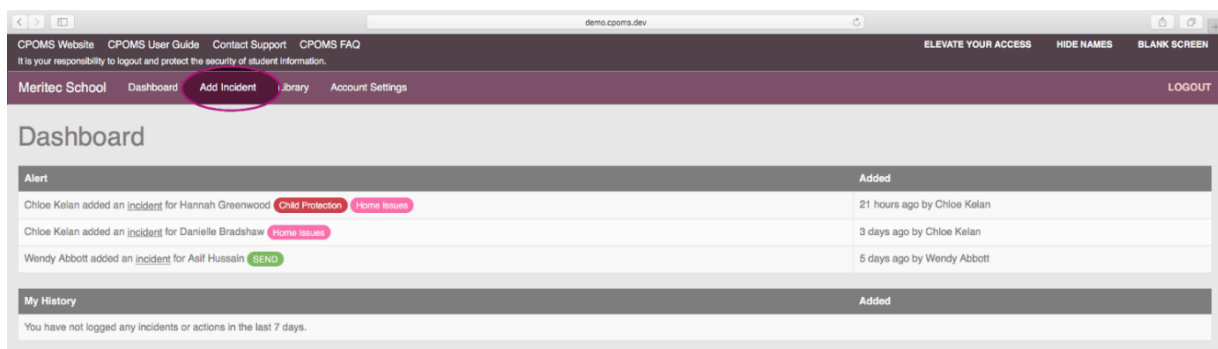 demo.cpoms.dev
CPOMS Website CPOMS User Guide Contact Support CPOMS FAQ ELEVATE YOUR ACCESS HIDE NAMES BLANK SCREEN
It is your responsibility to logout and protect the security of student information.
Meritec School Dashboard Add Incident Account Settings LOGOUT
Dashboard
Alert Added
Chloe Kelan added an incident for Hannah Greenwood Child Protection Home Issues 21 hours ago by Chloe Kelan
Chloe Kelan added an incident for Danielle Bradshaw Home Issues 3 days ago by Chloe Kelan
Wendy Abbott added an incident for Asif Hussain SEND 5 days ago by Wendy Abbott
My History Added
You have not logged any incidents or actions in the last 7 days.